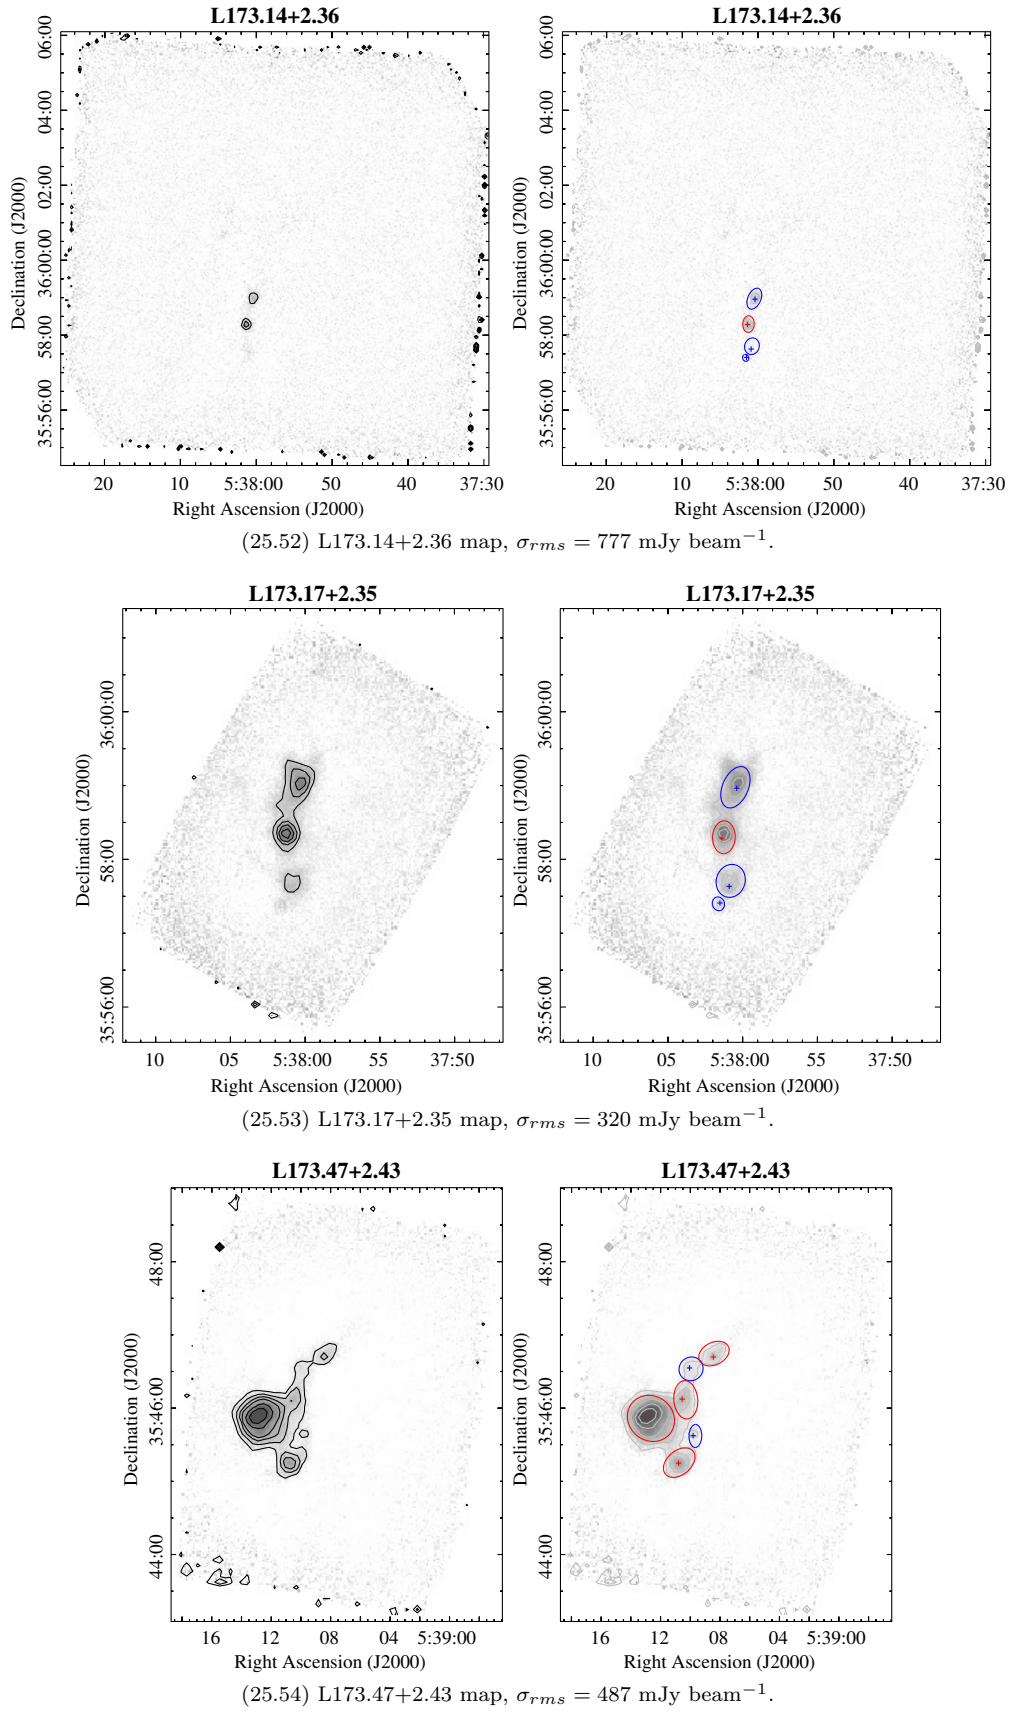 L173.14+2.36
L173.14+2.36
06:00
04:00
02:00
36:00:00
58:00
35:56:00
Declination (J2000)
20 10 5:38:00 50 40 37:30
Right Ascension (J2000)
06:00
04:00
02:00
36:00:00
58:00
35:56:00
Declination (J2000)
20 10 5:38:00 50 40 37:30
Right Ascension (J2000)
(25.52) L173.14+2.36 map, σrms = 777 mJy beam−1.
L173.17+2.35
L173.17+2.35
36:00:00
58:00
35:56:00
Declination (J2000)
10 05 5:38:00 55 37:50
Right Ascension (J2000)
36:00:00
58:00
35:56:00
Declination (J2000)
10 05 5:38:00 55 37:50
Right Ascension (J2000)
(25.53) L173.17+2.35 map, σrms = 320 mJy beam−1.
L173.47+2.43
L173.47+2.43
48:00
35:46:00
44:00
Declination (J2000)
16 12 08 04 5:39:00
Right Ascension (J2000)
48:00
35:46:00
44:00
Declination (J2000)
16 12 08 04 5:39:00
Right Ascension (J2000)
(25.54) L173.47+2.43 map, σrms = 487 mJy beam−1.